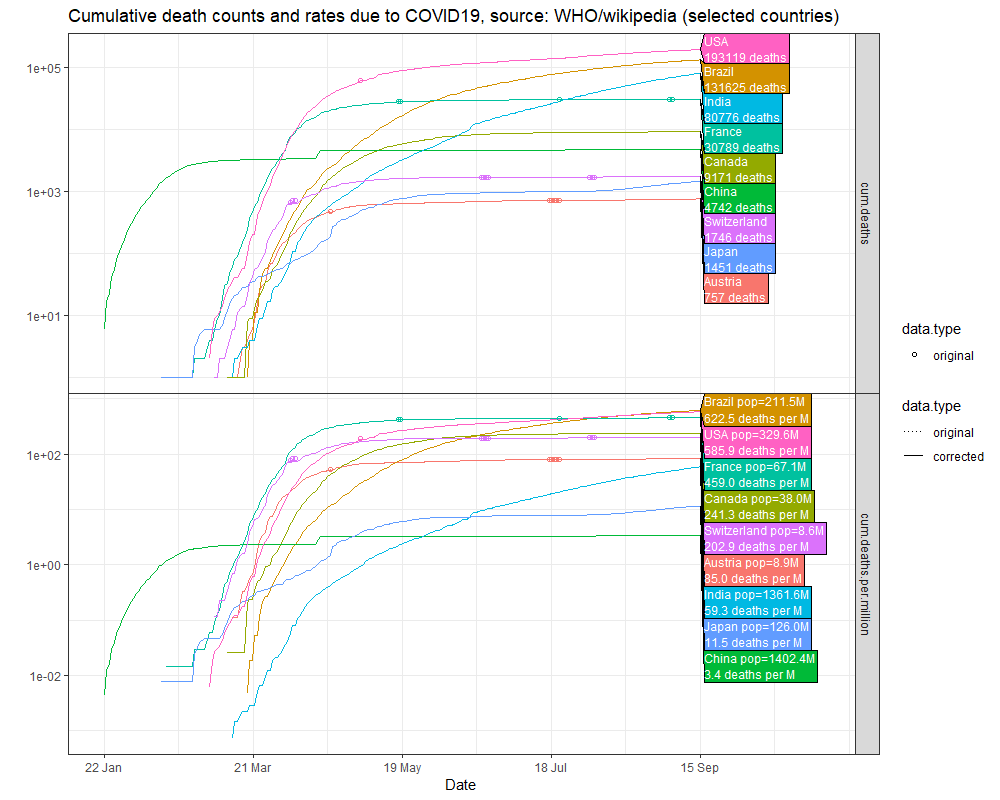 Cumulative death counts and rates due to COVID19, source: WHO/wikipedia (selected countries)
1e+05
1e+03
1e+01
USA
193119 deaths
Brazil
131625 deaths
India
80776 deaths
France
30789 deaths
Canada
9171 deaths
China
4742 deaths
Switzerland
1746 deaths
Japan
1451 deaths
Austria
757 deaths
cum.deaths
1e+02
1e+00
1e-02
Brazil pop=211.5M
622.5 deaths per M
USA pop=329.6M
585.9 deaths per M
France pop=67.1M
459.0 deaths per M
Canada pop=38.0M
241.3 deaths per M
Switzerland pop=8.6M
202.9 deaths per M
Austria pop=8.9M
85.0 deaths per M
India pop=1361.6M
59.3 deaths per M
Japan pop=126.0M
11.5 deaths per M
China pop=1402.4M
3.4 deaths per M
cum.deaths.per.million
22 Jan
21 Mar
19 May
18 Jul
15 Sep
Date
data.type
original
data.type
original
corrected